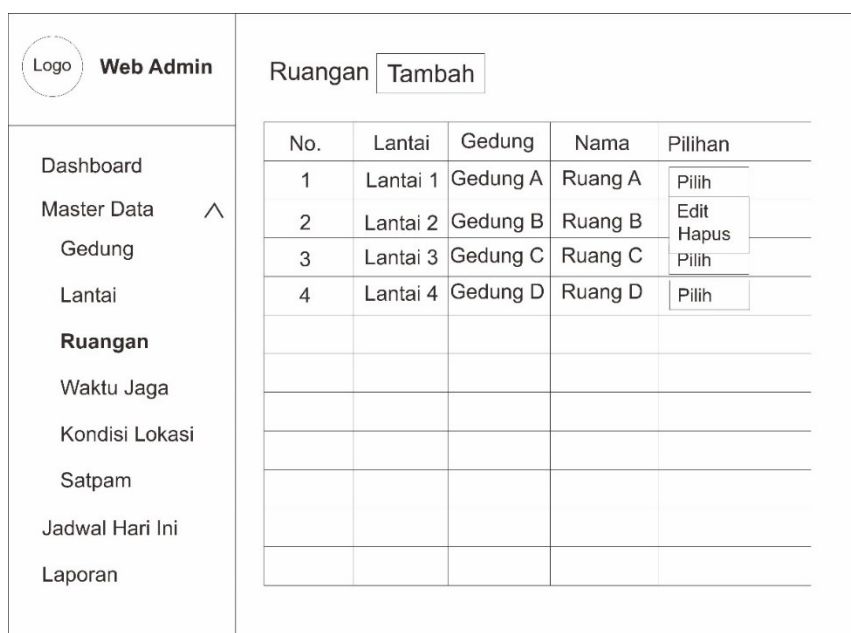 Logo Web Admin
Dashboard
Master Data
Gedung
Lantai
Ruangan
Waktu Jaga
Kondisi Lokasi
Satpam
Jadwal Hari Ini
Laporan
Ruangan Tambah
No. Lantai Gedung Nama Pilihan
1 Lantai 1 Gedung A Ruang A Pilih
2 Lantai 2 Gedung B Ruang B Edit
Hapus
3 Lantai 3 Gedung C Ruang C Pilih
4 Lantai 4 Gedung D Ruang D Pilih